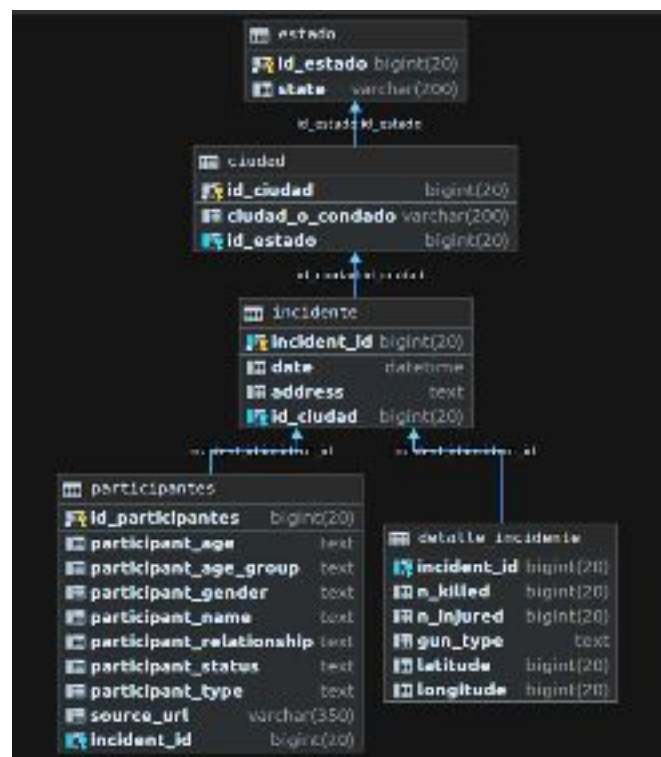 estado
id_estado bigint(20)
state varchar(200)
id_estado:id_estado
ciudad
id_ciudad bigint(20)
ciudad_o_condado varchar(200)
id_estado bigint(20)
incidente
incident_id bigint(20)
date datetime
address text
id_ciudad bigint(20)
participantes
id_participantes bigint(20)
participant_age text
participant_age_group text
participant_gender text
participant_name text
participant_relationship text
participant_status text
participant_type text
source_url varchar(350)
incident_id bigint(20)
detalle incidente
incident_id bigint(20)
n_killed bigint(20)
n_injured bigint(20)
gun_type text
latitude bigint(20)
longitude bigint(20)